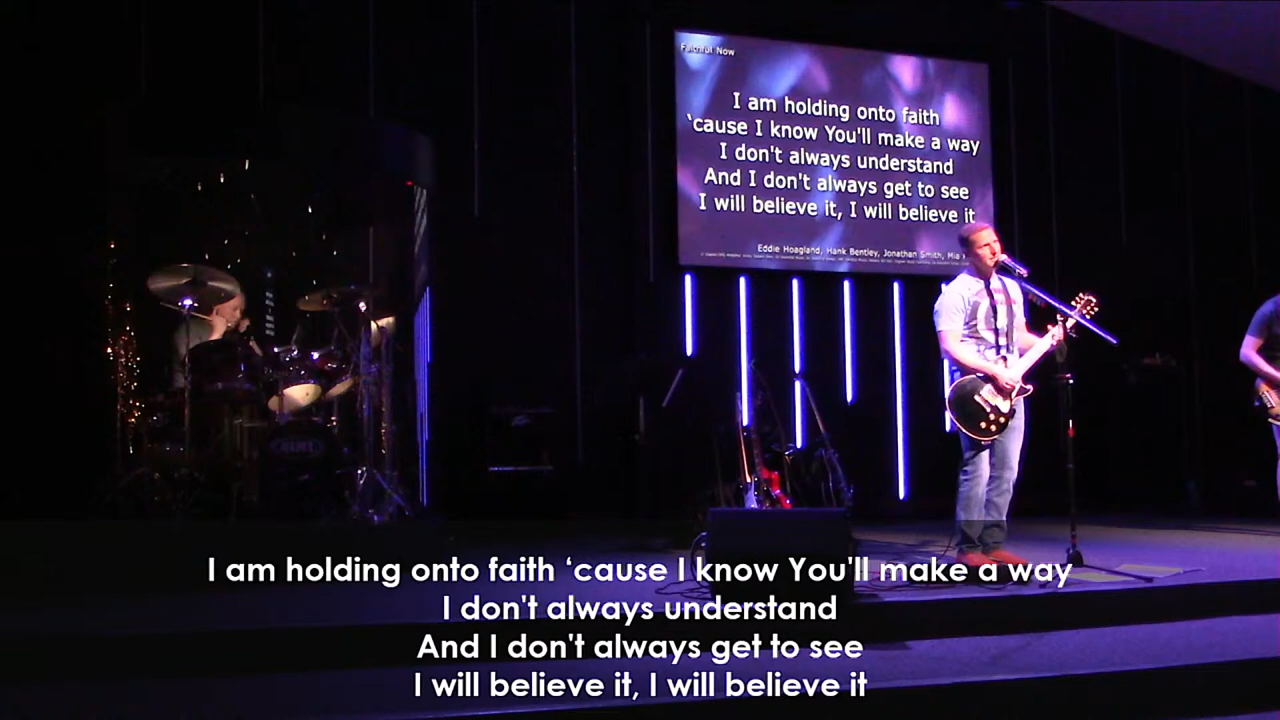 Faithful Now
I am holding onto faith
‘cause I know You'll make a way
I don't always understand
And I don't always get to see
I will believe it, I will believe it
Eddie Hoagland, Hank Bentley, Jonathan Smith, Mia
I am holding onto faith ‘cause I know You'll make a way
I don't always understand
And I don't always get to see
I will believe it, I will believe it